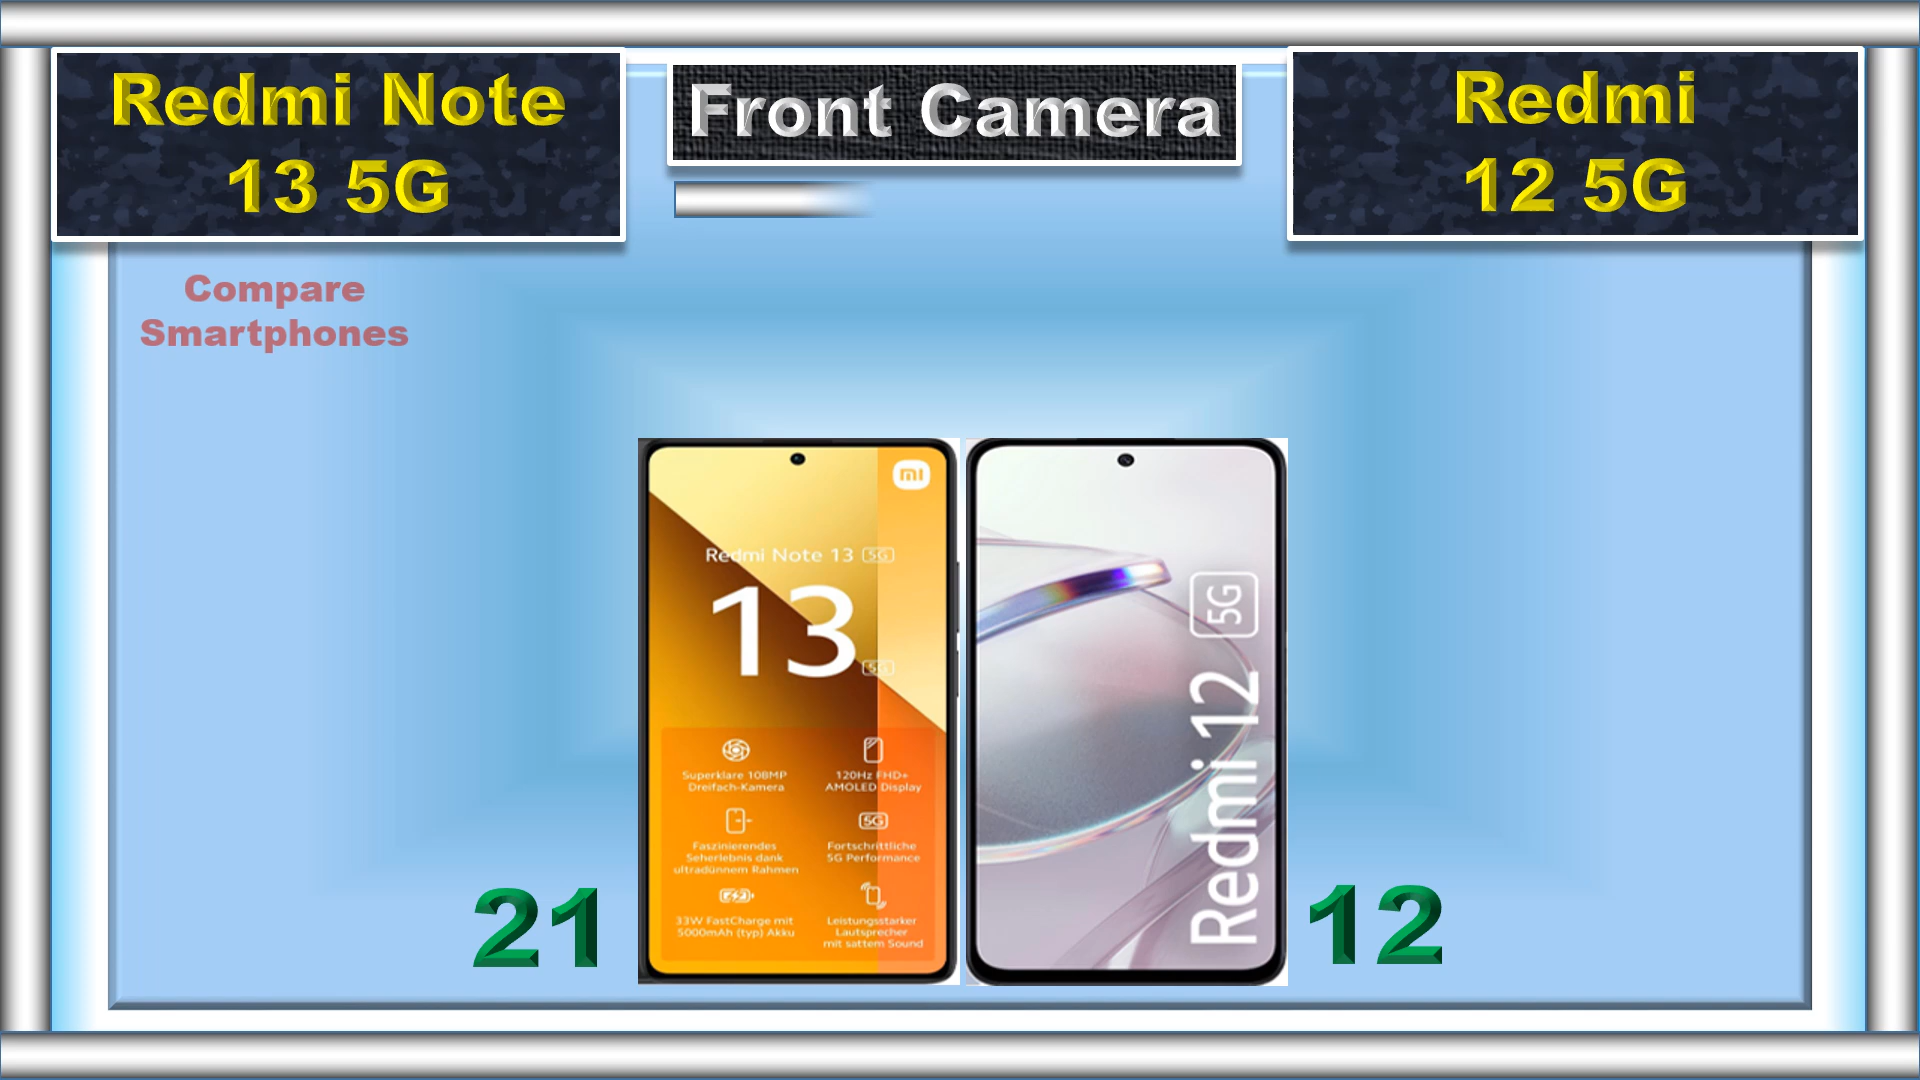 Redmi Note
13 5G
Front Camera
Redmi
12 5G
Compare
Smartphones
mi
Redmi Note 13 5G
13
5G
Superklare 108MP
Dreifach-Kamera
120Hz FHD+
AMOLED Display
Faszinierendes
Seherlebnis dank
ultradünnem Rahmen
5G
Fortschrittliche
5G Performance
33W FastCharge mit
5000mAh (typ) Akku
Leistungsstarker
Lautsprecher
mit sattem Sound
Redmi 12 5G
21
12